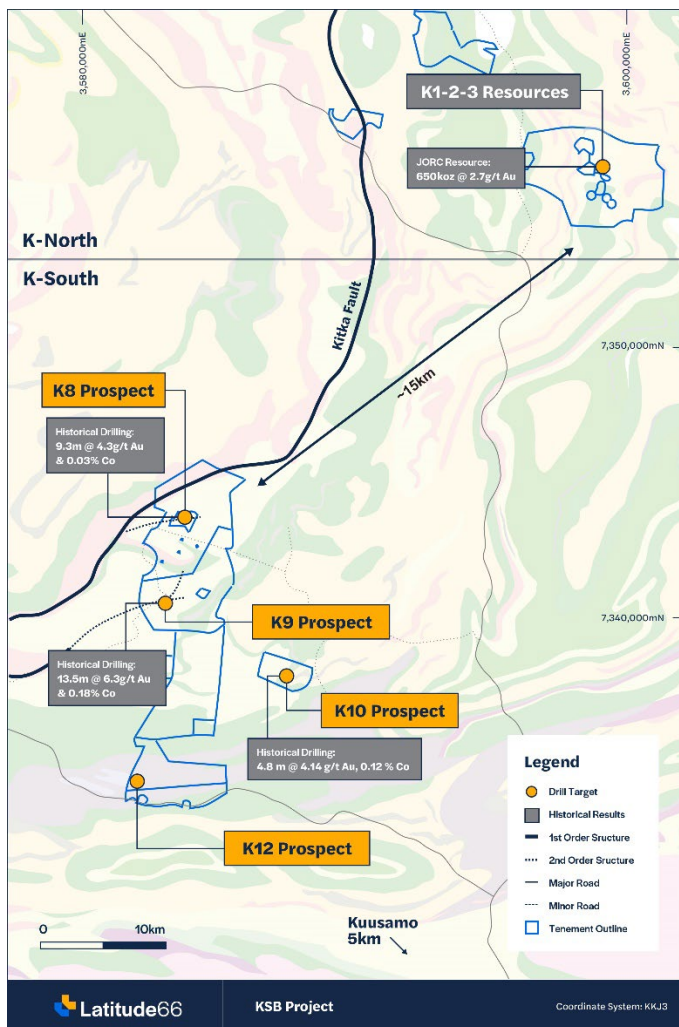 3,580,000mE
3,600,000mE
K1-2-3 Resources
JORC Resource:
650koz @ 2.7g/t Au
K-North
K-South
Kitka Fault
7,350,000mN
~15km
K8 Prospect
Historical Drilling:
9.3m @ 4.3g/t Au
& 0.03% Co
K9 Prospect
7,340,000mN
Historical Drilling:
13.5m @ 6.3g/t Au
& 0.18% Co
K10 Prospect
Historical Drilling:
4.8 m @ 4.14 g/t Au, 0.12 % Co
K12 Prospect
Legend
Drill Target
Historical Results
1st Order Sructure
2nd Order Sructure
Major Road
Minor Road
Tenement Outline
0 10km
Kuusamo
5km
Latitude66
KSB Project
Coordinate System: KKJ3